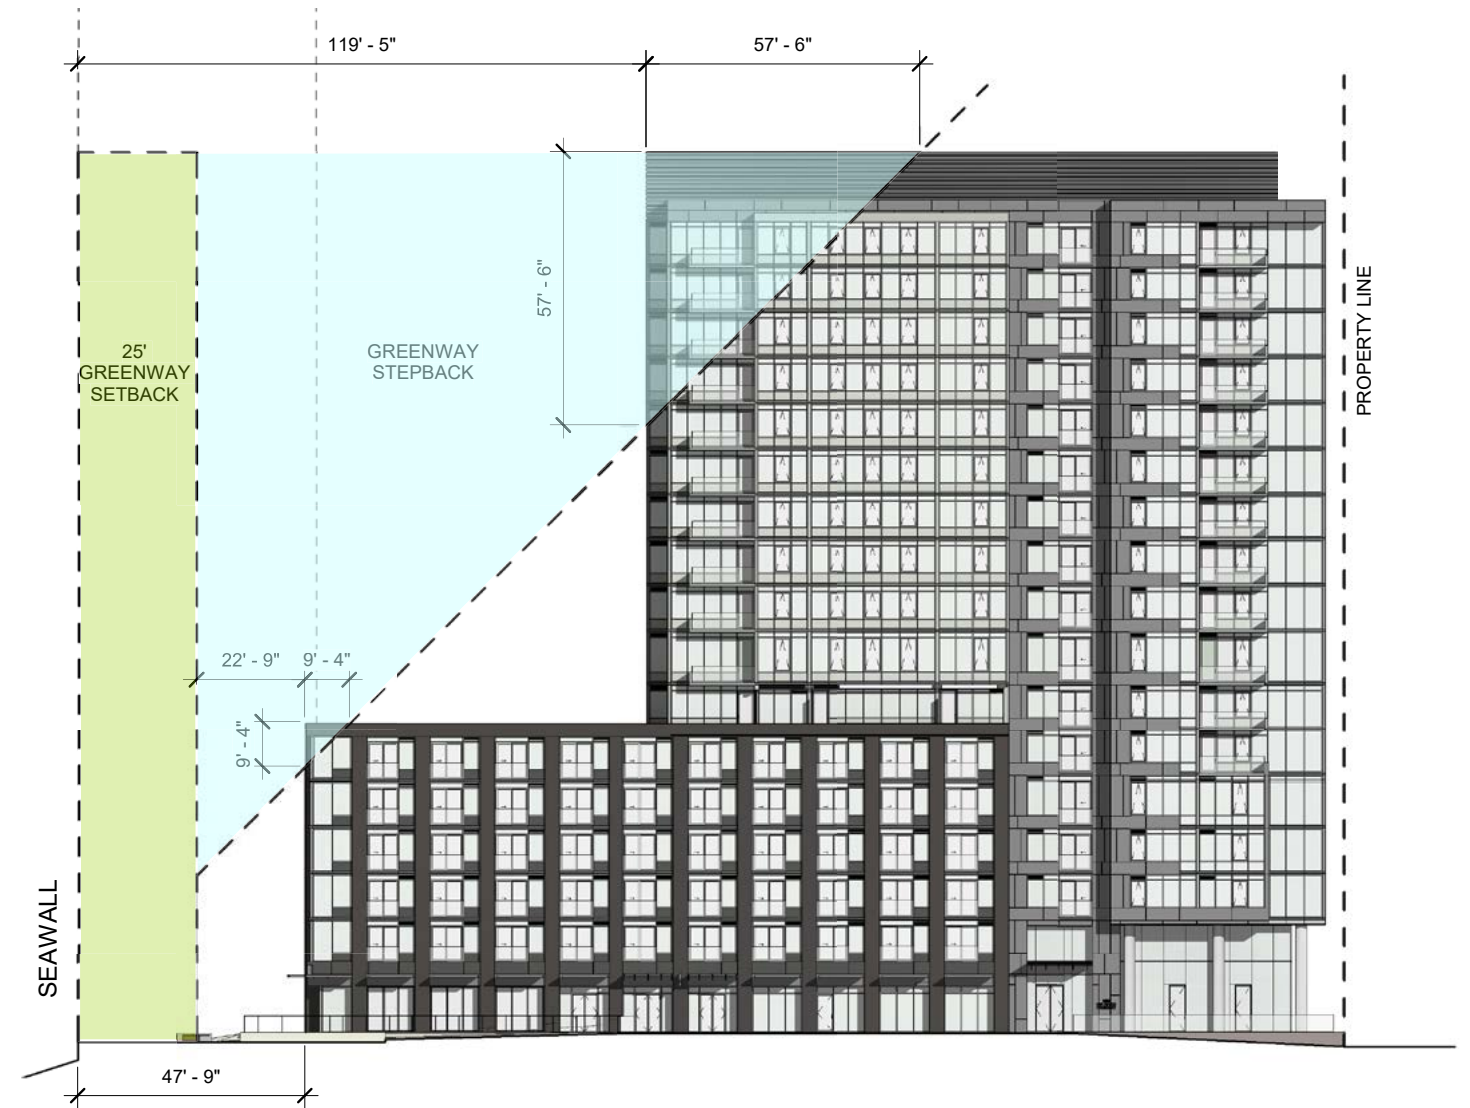 119' - 5"
57' - 6"
57' - 6"
PROPERTY LINE
25'
GREENWAY
SETBACK
GREENWAY
STEPBACK
22' - 9"
9' - 4"
9' - 4"
SEAWALL
47' - 9"